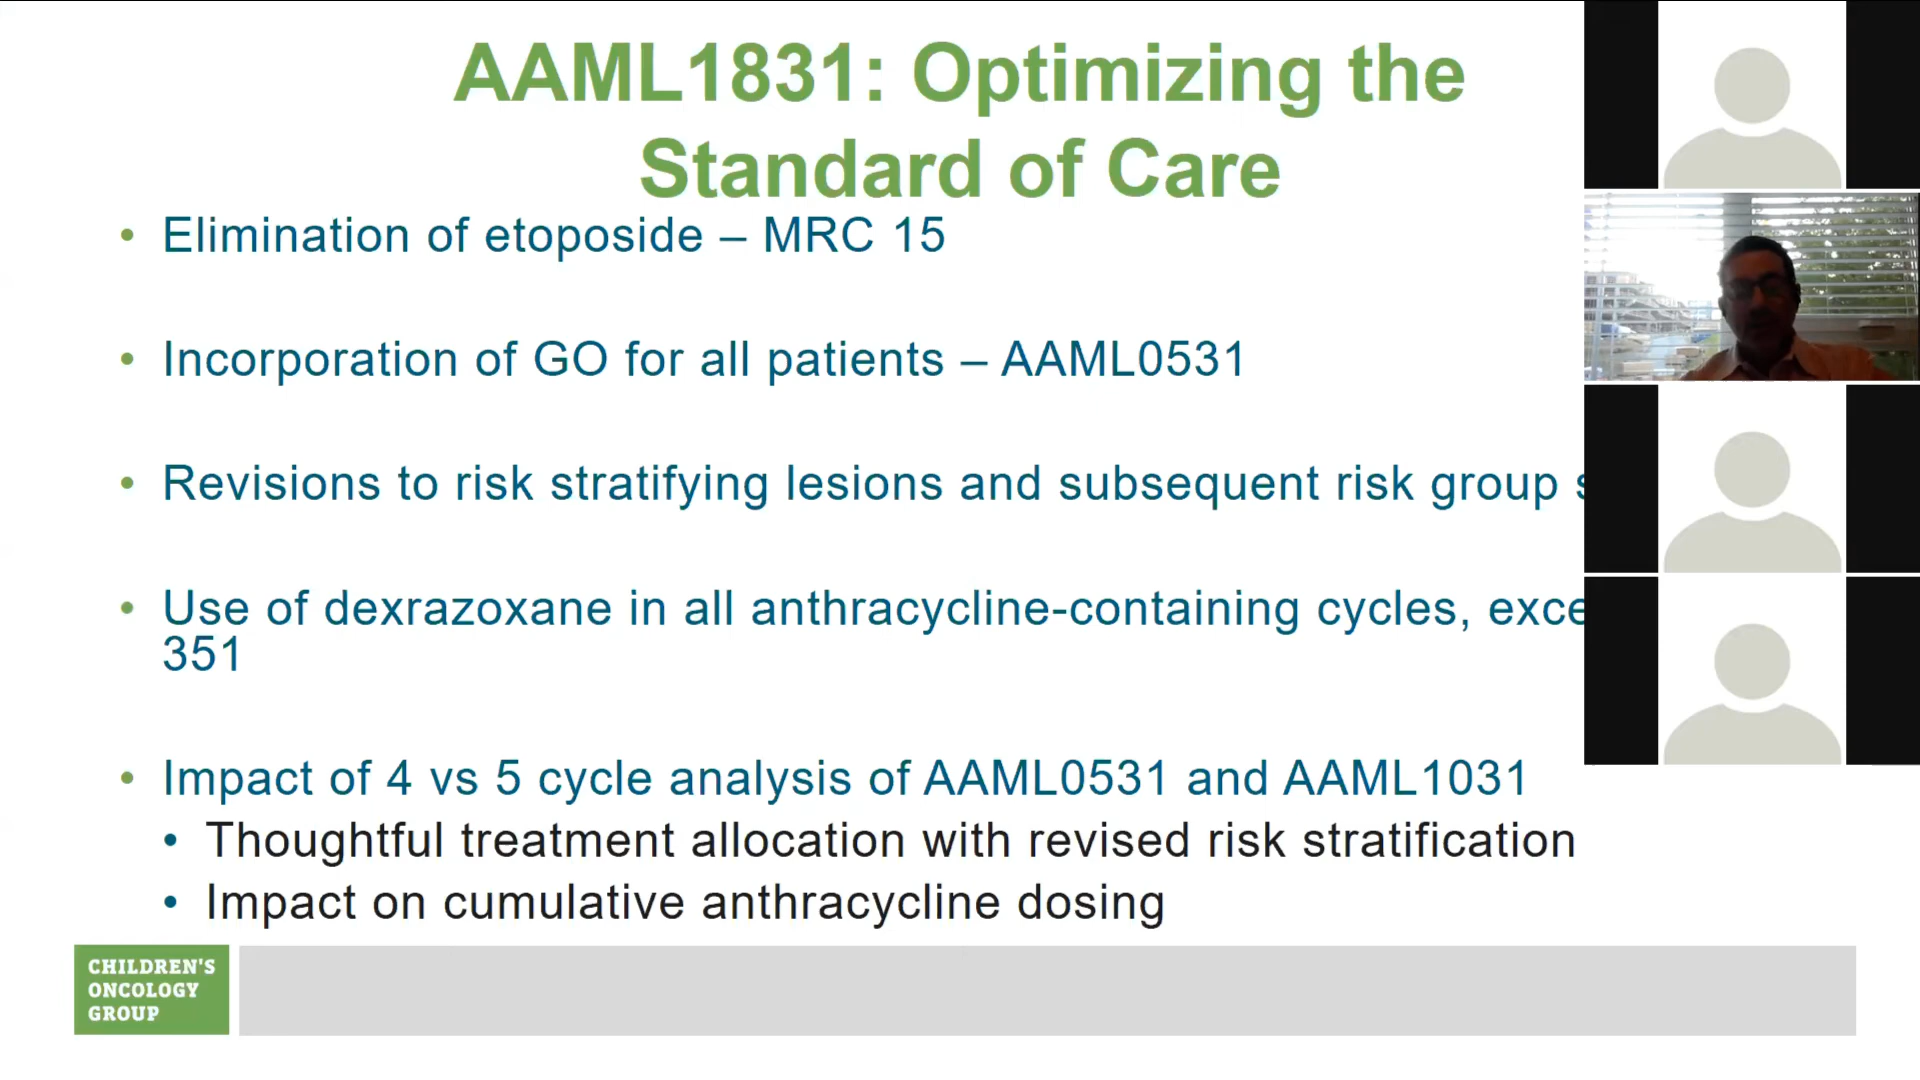 AAML1831: Optimizing the
Standard of Care
• Elimination of etoposide – MRC 15
• Incorporation of GO for all patients – AAML0531
• Revisions to risk stratifying lesions and subsequent risk group
• Use of dexrazoxane in all anthracycline-containing cycles,
351
• Impact of 4 vs 5 cycle analysis of AAML0531 and AAML1031
• Thoughtful treatment allocation with revised risk stratification
• Impact on cumulative anthracycline dosing
CHILDREN'S
ONCOLOGY
GROUP